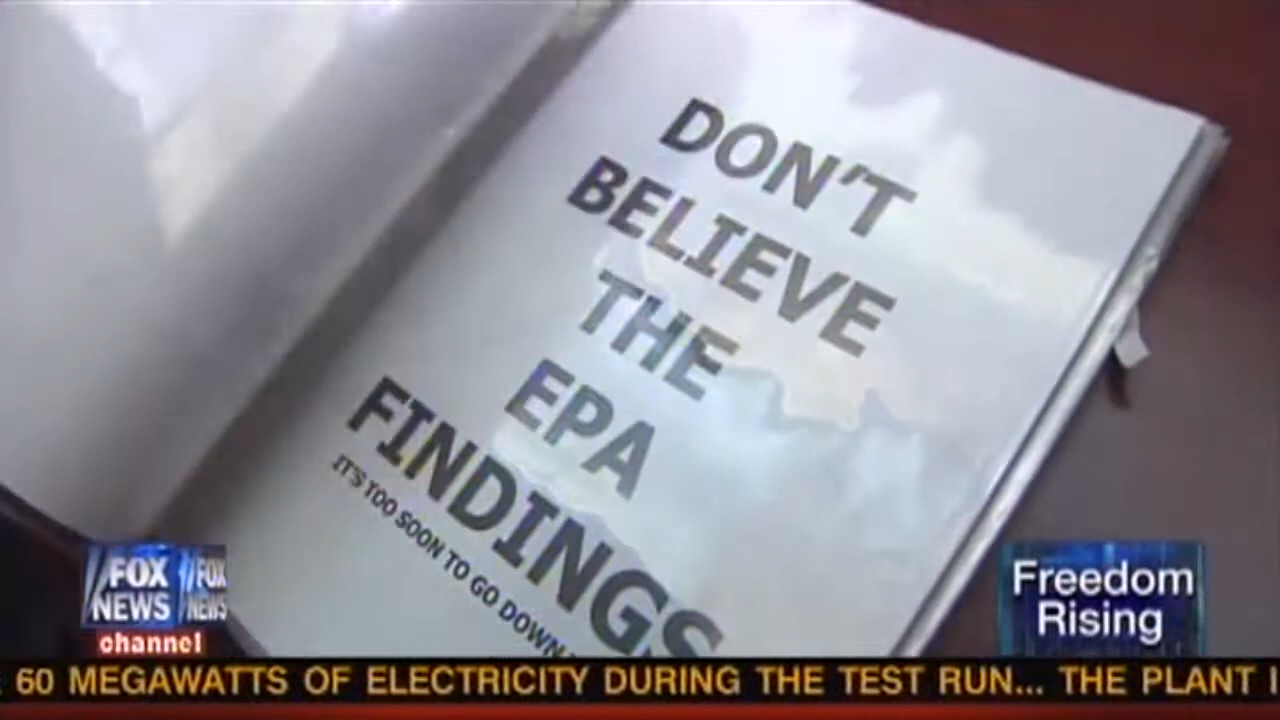 DON'T
BELIEVE
THE
EPA
FINDINGS
IT'S TOO SOON TO GO DOWN
FOX
NEWS
FOX
NEWS
channel
Freedom
Rising
60 MEGAWATTS OF ELECTRICITY DURING THE TEST RUN... THE PLANT